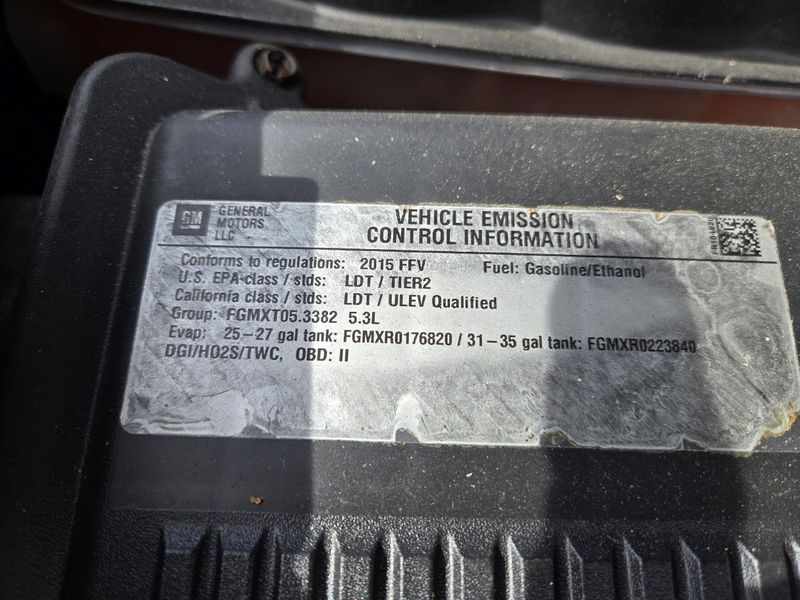 GM GENERAL MOTORS LLC
VEHICLE EMISSION
CONTROL INFORMATION
Conforms to regulations: 2015 FFV Fuel: Gasoline/Ethanol
U.S. EPA-class / stds: LDT / TIER2
California class / stds: LDT / ULEV Qualified
Group: FGMXT05.3382 5.3L
Evap: 25-27 gal tank: FGMXR0176820 / 31-35 gal tank: FGMXR0223840
DGI/HO2S/TWC, OBD: II